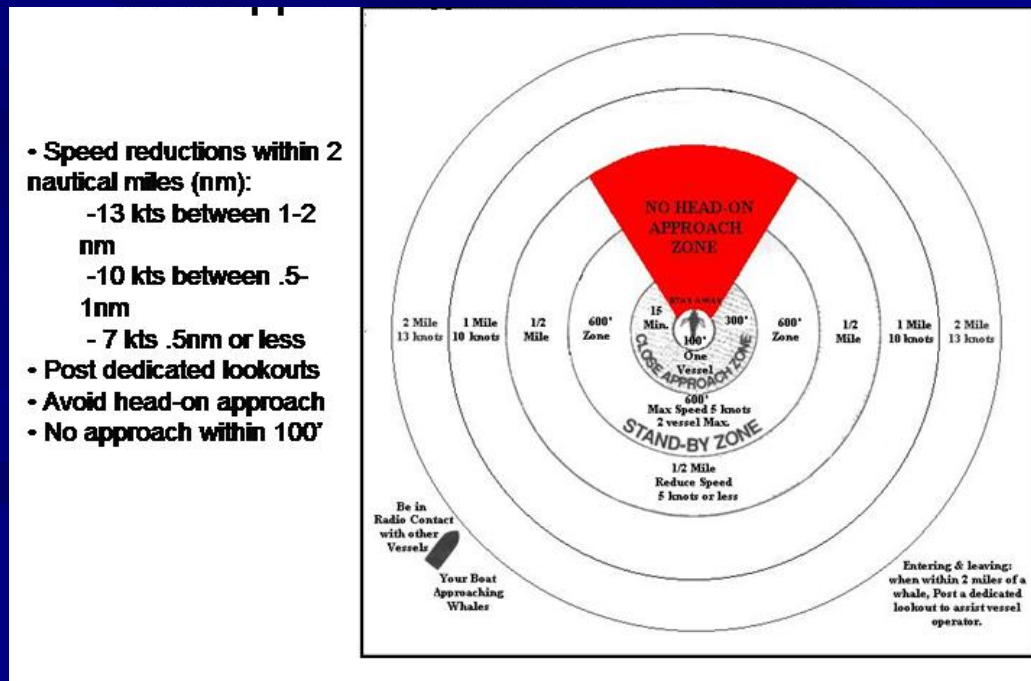 • Speed reductions within 2
nautical miles (nm):
-13 kts between 1-2
nm
-10 kts between .5-
1nm
- 7 kts .5nm or less
• Post dedicated lookouts
• Avoid head-on approach
• No approach within 100'
NO HEAD-ON
APPROACH
ZONE
STAY AWAY
2 Mile
13 knots
1 Mile
10 knots
1/2
Mile
600'
Zone
15
Min.
300'
600'
Zone
1/2
Mile
1 Mile
10 knots
2 Mile
13 knots
100'
One
Vessel
CLOSE APPROACH ZONE
600'
Max Speed 5 knots
2 vessel Max.
STAND-BY ZONE
1/2 Mile
Reduce Speed
5 knots or less
Be in
Radio Contact
with other
Vessels
Your Boat
Approaching
Whales
Entering & leaving:
when within 2 miles of a
whale, Post a dedicated
lookout to assist vessel
operator.